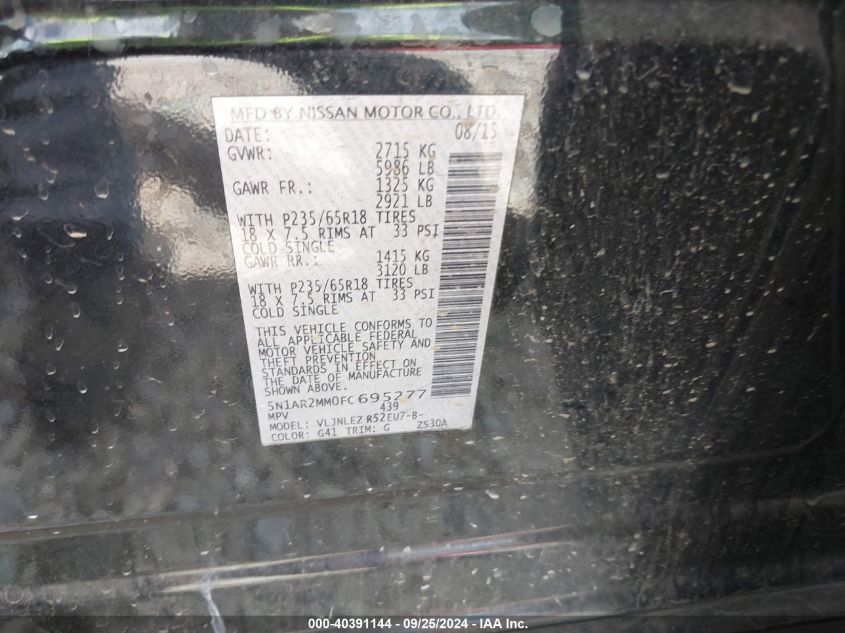 MFD BY NISSAN MOTOR CO., LTD.
DATE: 08/15
GVWR: 2715 KG
5986 LB
GAWR FR.: 1325 KG
2921 LB
WITH P235/65R18 TIRES
18 X 7.5 RIMS AT 33 PSI
COLD SINGLE
GAWR RR.: 1415 KG
3120 LB
WITH P235/65R18 TIRES
18 X 7.5 RIMS AT 33 PSI
COLD SINGLE
THIS VEHICLE CONFORMS TO
ALL APPLICABLE FEDERAL
MOTOR VEHICLE SAFETY AND
THEFT PREVENTION
STANDARDS IN EFFECT ON
THE DATE OF MANUFACTURE
SHOWN ABOVE.
5N1AR2MM0FC695277
MPV 439
MODEL: VLJNLEZ R52EU7-B-
COLOR: G41 TRIM: G ZS30A
000-40391144 - 09/25/2024 - IAA Inc.